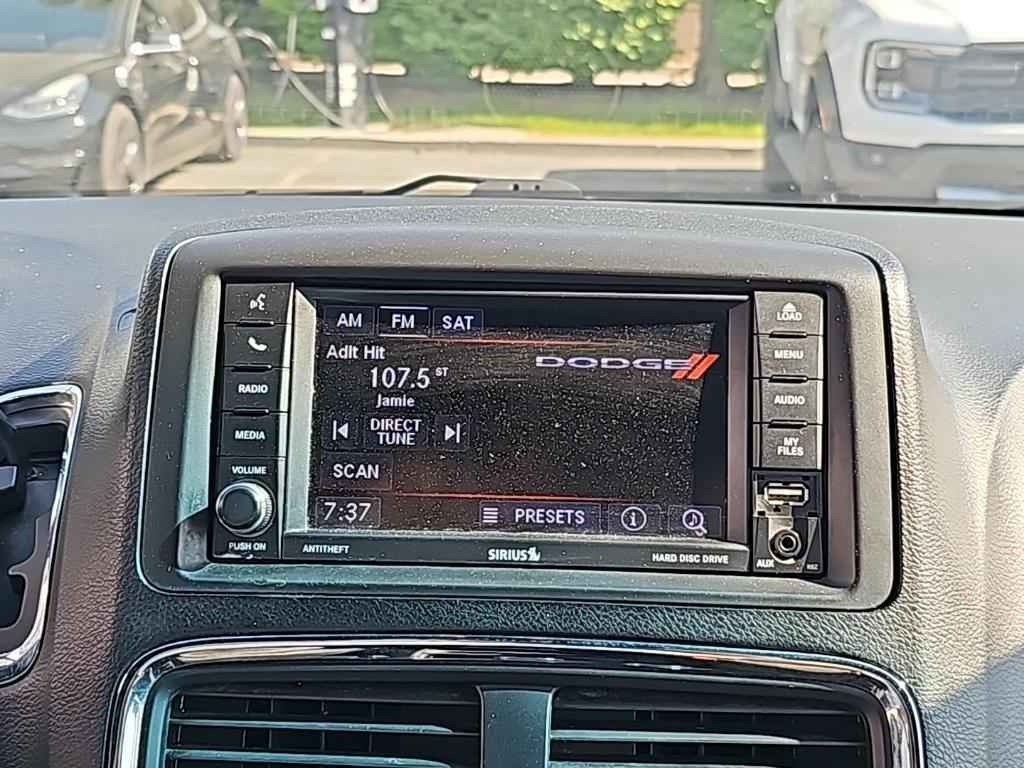 LOAD
AM FM SAT
Adlt Hit
DODGE
MENU
107.5 ST
RADIO
Jamie
AUDIO
DIRECT
TUNE
MEDIA
MY
FILES
VOLUME
SCAN
7:37
PRESETS
PUSH ON
ANTITHEFT
SIRIUS
HARD DISC DRIVE
AUX
RBZ